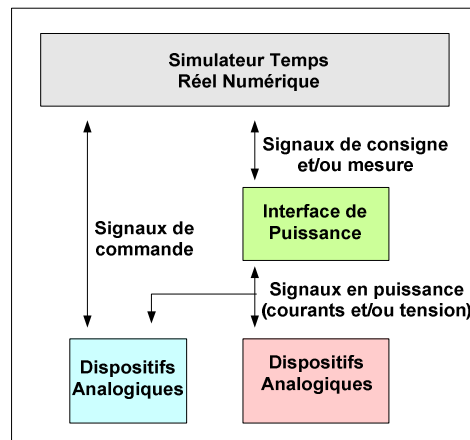 Simulateur Temps
Réel Numérique
Signaux de consigne
et/ou mesure
Signaux de
commande
Interface de
Puissance
Signaux en puissance
(courants et/ou tension)
Dispositifs
Analogiques
Dispositifs
Analogiques